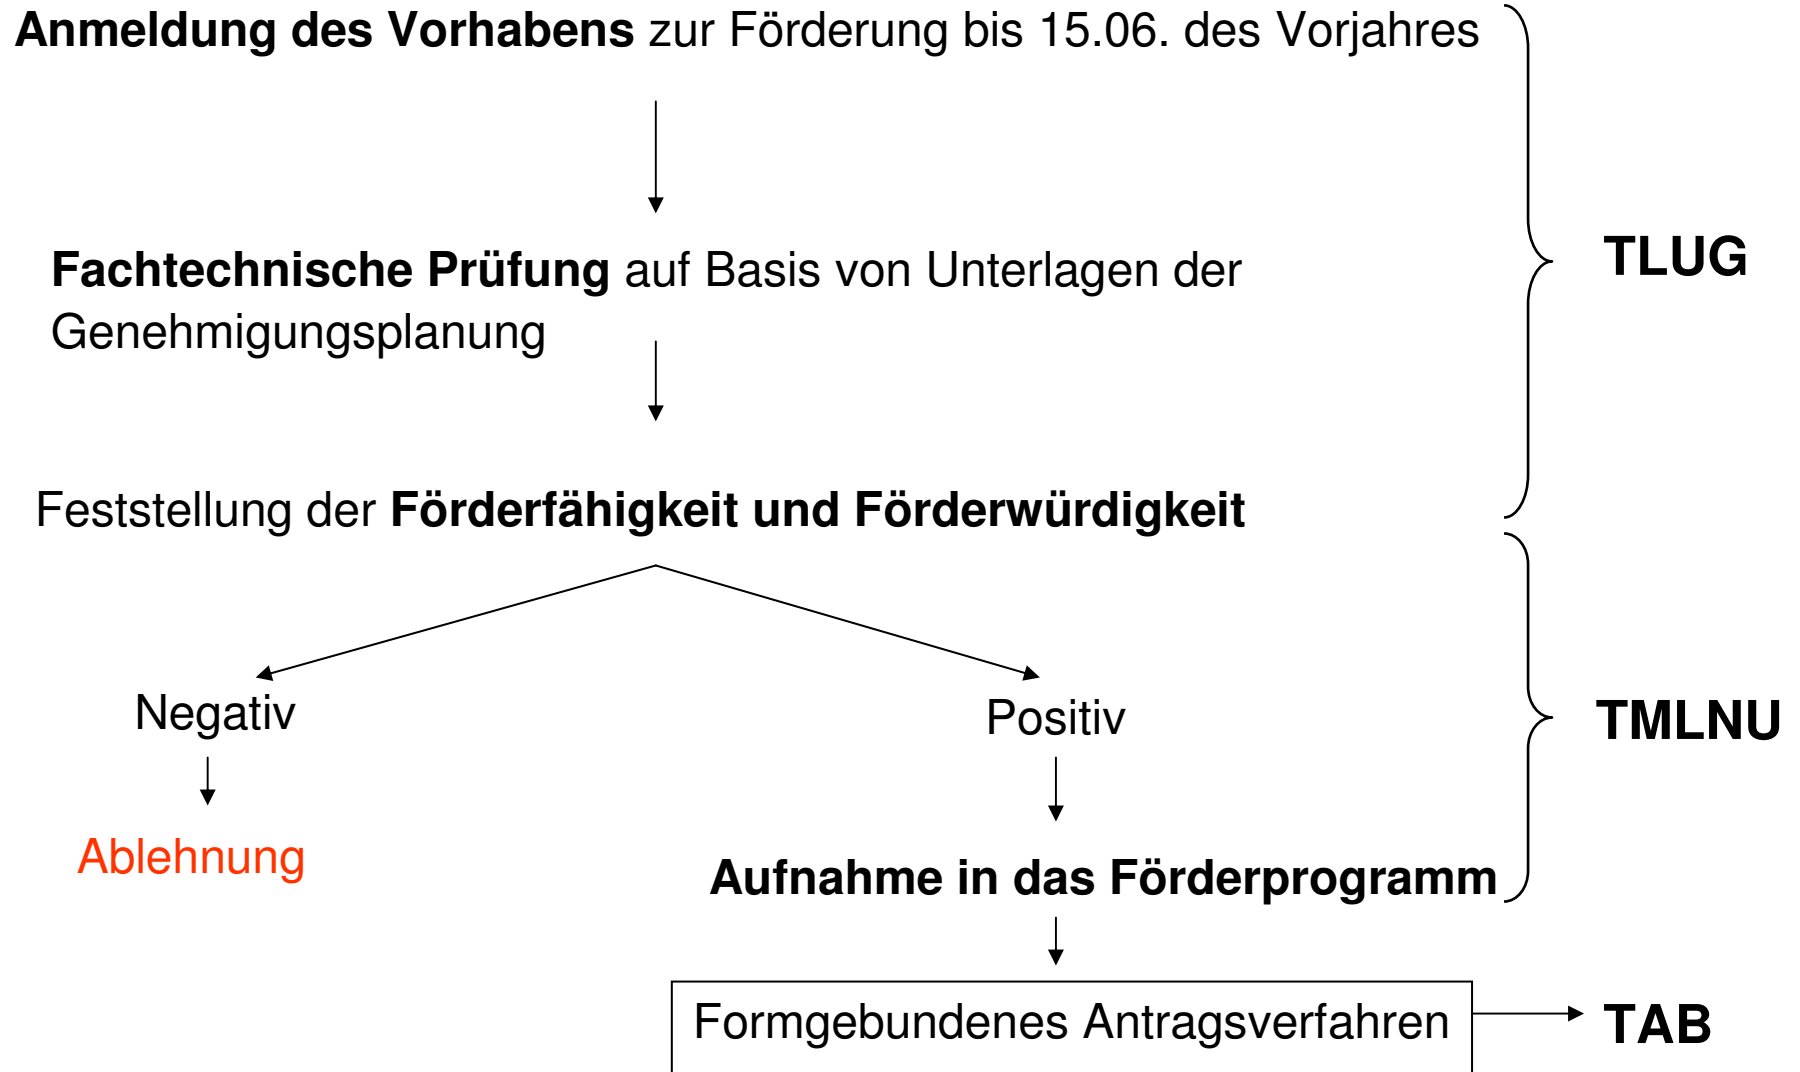 Anmeldung des Vorhabens zur Förderung bis 15.06. des Vorjahres
Fachtechnische Prüfung auf Basis von Unterlagen der
Genehmigungsplanung
TLUG
Feststellung der Förderfähigkeit und Förderwürdigkeit
Negativ
Positiv
TMLNU
Ablehnung
Aufnahme in das Förderprogramm
Formgebundenes Antragsverfahren
TAB